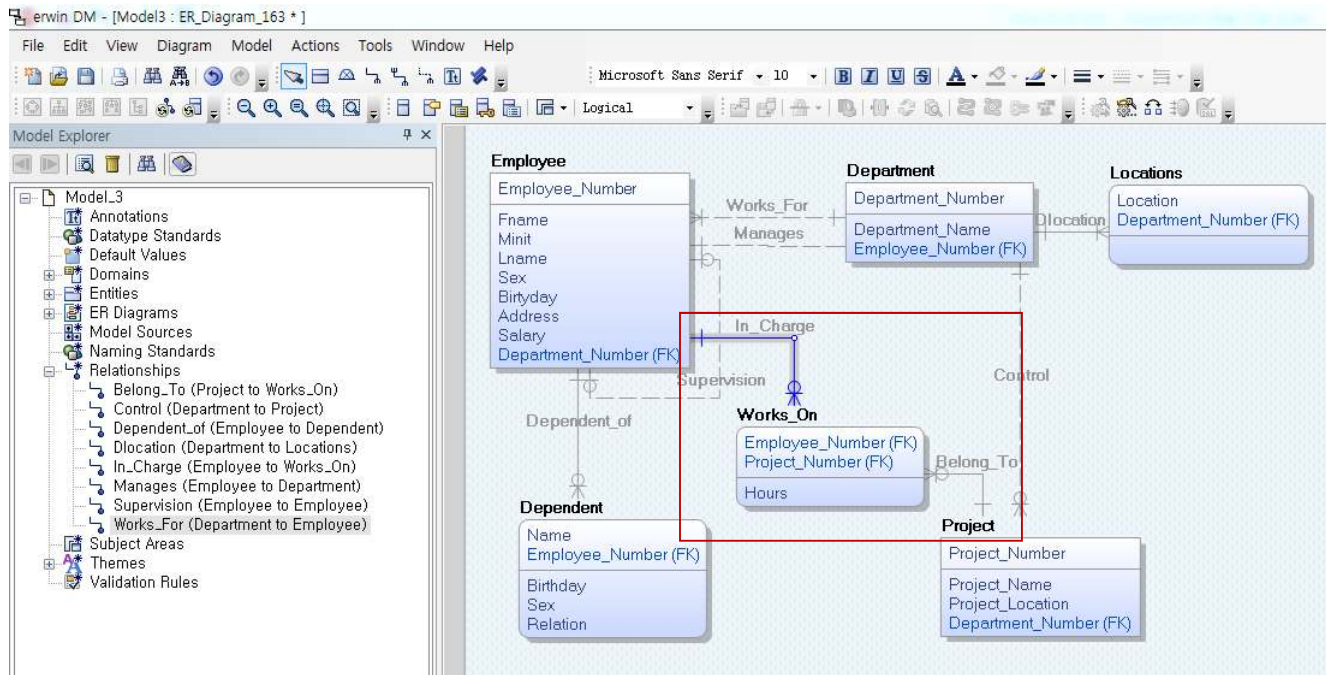 erwin DM - [Model3 : ER_Diagram_163 * ]
File Edit View Diagram Model Actions Tools Window Help
Microsoft Sans Serif 10 B I U S A
Logical
Model Explorer
Model_3
Annotations
Datatype Standards
Default Values
Domains
Entities
ER Diagrams
Model Sources
Naming Standards
Relationships
Belong_To (Project to Works_On)
Control (Department to Project)
Dependent_of (Employee to Dependent)
Dlocation (Department to Locations)
In_Charge (Employee to Works_On)
Manages (Employee to Department)
Supervision (Employee to Employee)
Works_For (Department to Employee)
Subject Areas
Themes
Validation Rules
Employee
Employee_Number
Fname
Minit
Lname
Sex
Birtyday
Address
Salary
Department_Number (FK)
Works_For
Manages
Department
Department_Number
Department_Name
Employee_Number (FK)
Dlocation
Locations
Location
Department_Number (FK)
In_Charge
Supervision
Control
Dependent_of
Works_On
Employee_Number (FK)
Project_Number (FK)
Hours
Belong_To
Dependent
Name
Employee_Number (FK)
Birthday
Sex
Relation
Project
Project_Number
Project_Name
Project_Location
Department_Number (FK)